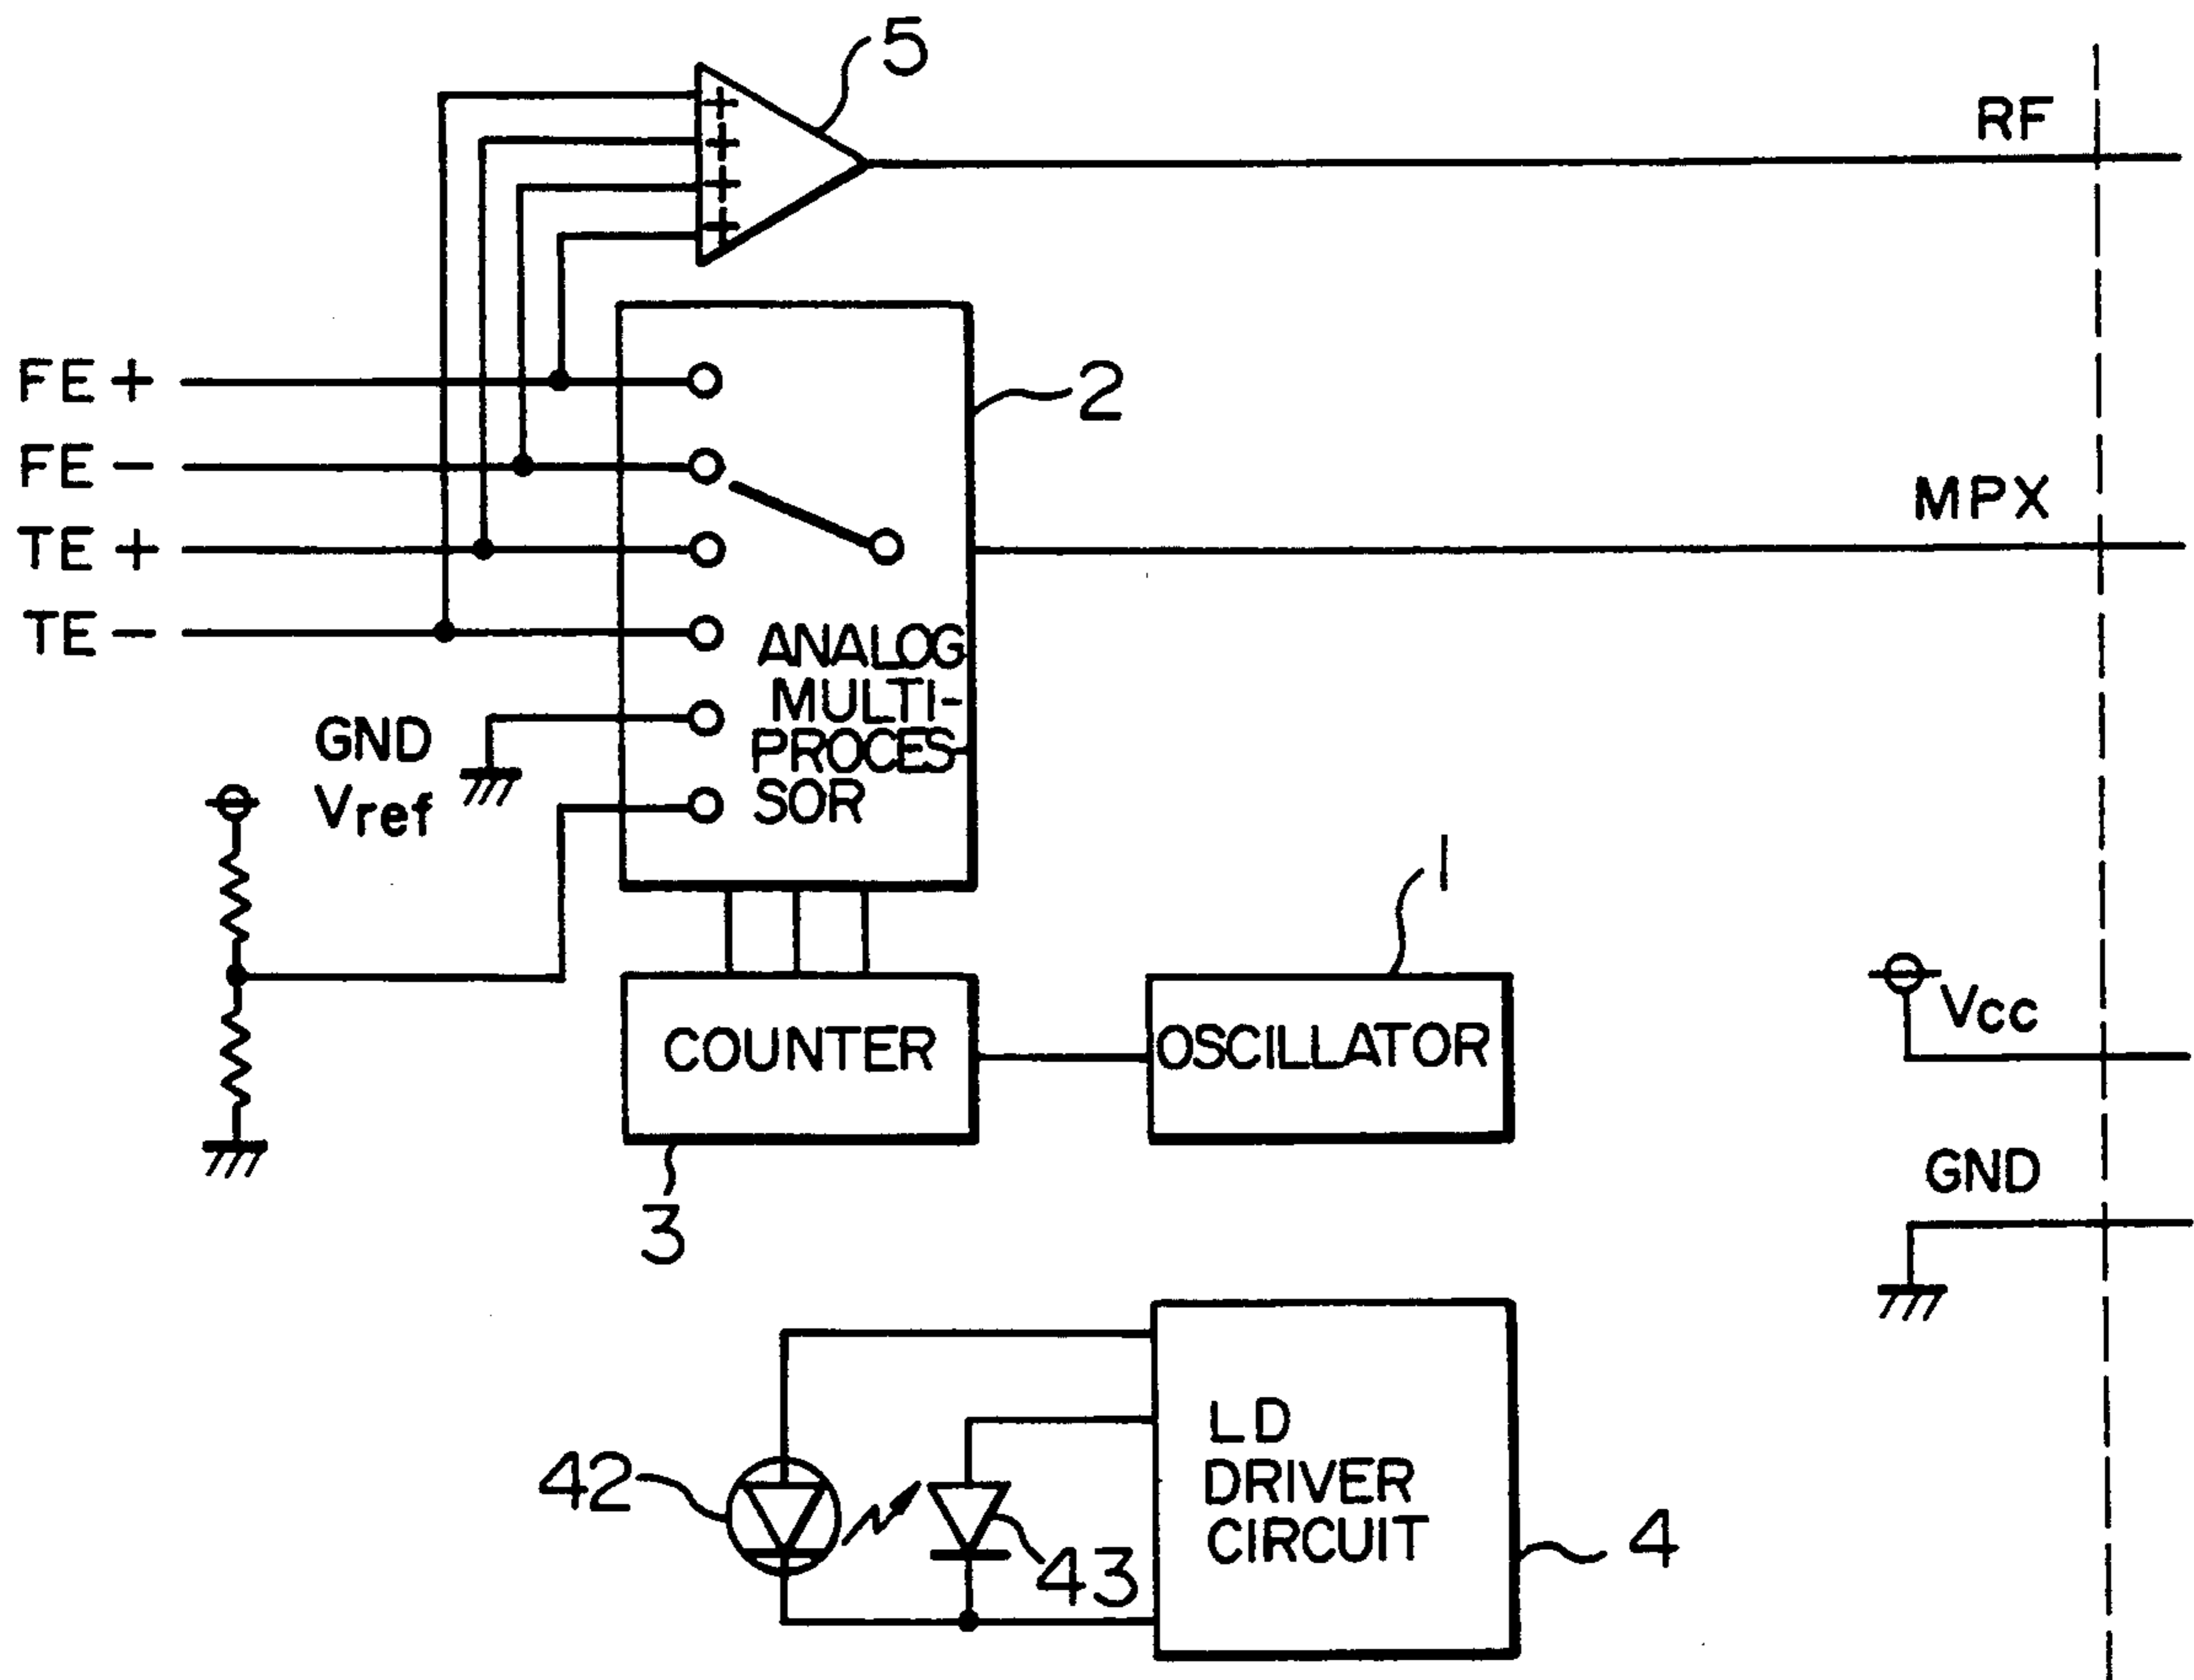 5
RF
FE +
2
FE -
MPX
TE +
TE -
ANALOG
MULTI-
PROCES-
SOR
GND
Vref
1
Vcc
COUNTER
OSCILLATOR
GND
3
LD
DRIVER
CIRCUIT
42
43
4
+
+
+
+